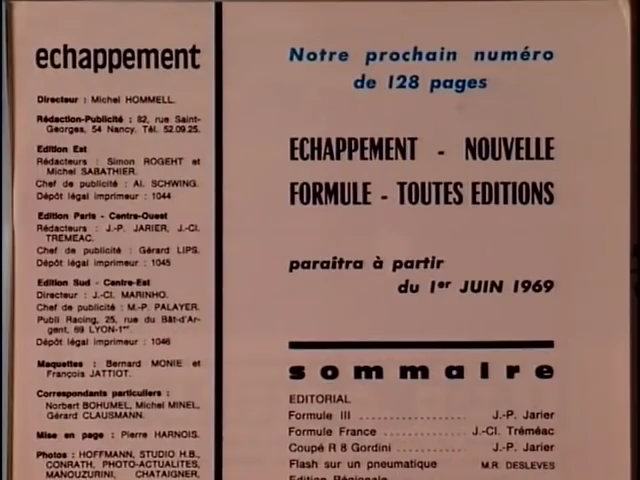 echappement
Directeur : Michel HOMMELL.
Rédaction-Publicité : 82, rue Saint-
Georges, 54 Nancy. Tél. 52.09.25.
Edition Est
Rédacteurs : Simon ROGEHT et
Michel SABATHIER.
Chef de publicité : Al. SCHWING.
Dépôt légal imprimeur : 1044
Edition Paris - Centre-Ouest
Rédacteurs : J.-P. JARIER, J.-Cl.
TREMEAC.
Chef de publicité : Gérard LIPS.
Dépôt légal imprimeur : 1045
Edition Sud - Centre-Est
Directeur : J.-Cl. MARINHO.
Chef de publicité : M.-P. PALAYER.
Publi Racing, 25, rue du Bât-d'Ar-
gent, 69 LYON-1er
Dépôt légal imprimeur : 1046
Maquettes : Bernard MONIE et
François JATTIOT.
Correspondants particuliers :
Norbert BOHUMEL, Michel MINEL,
Gérard CLAUSMANN.
Mise en page : Pierre HARNOIS.
Photos : HOFFMANN, STUDIO H.B.,
CONRATH, PHOTO-ACTUALITES,
MANOUZURINI, CHATAIGNER,
Notre prochain numéro
de 128 pages
ECHAPPEMENT - NOUVELLE
FORMULE - TOUTES EDITIONS
paraitra à partir
du 1er JUIN 1969
sommaire
EDITORIAL
Formule III .................... J.-P. Jarier
Formule France ................ J.-Cl. Tréméac
Coupé R 8 Gordini .............. J.-P. Jarier
Flash sur un pneumatique M.R. DESLEVES
Edition Régionale